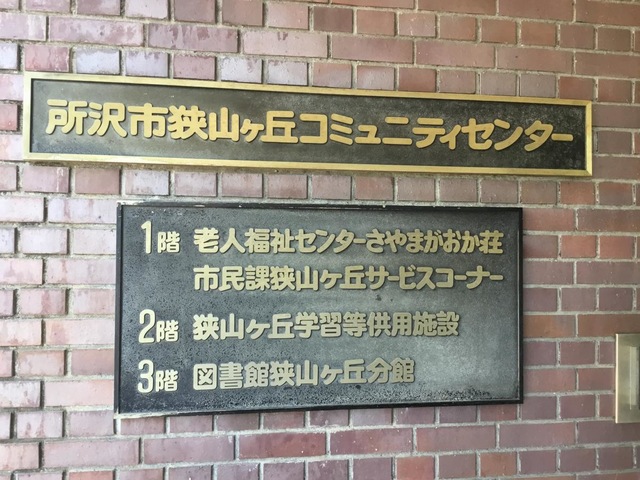 所沢市狭山ヶ丘コミュニティセンター
1階 老人福祉センターさやまがおか荘
市民課狭山ヶ丘サービスコーナー
2階 狭山ヶ丘学習等供用施設
3階 図書館狭山ヶ丘分館